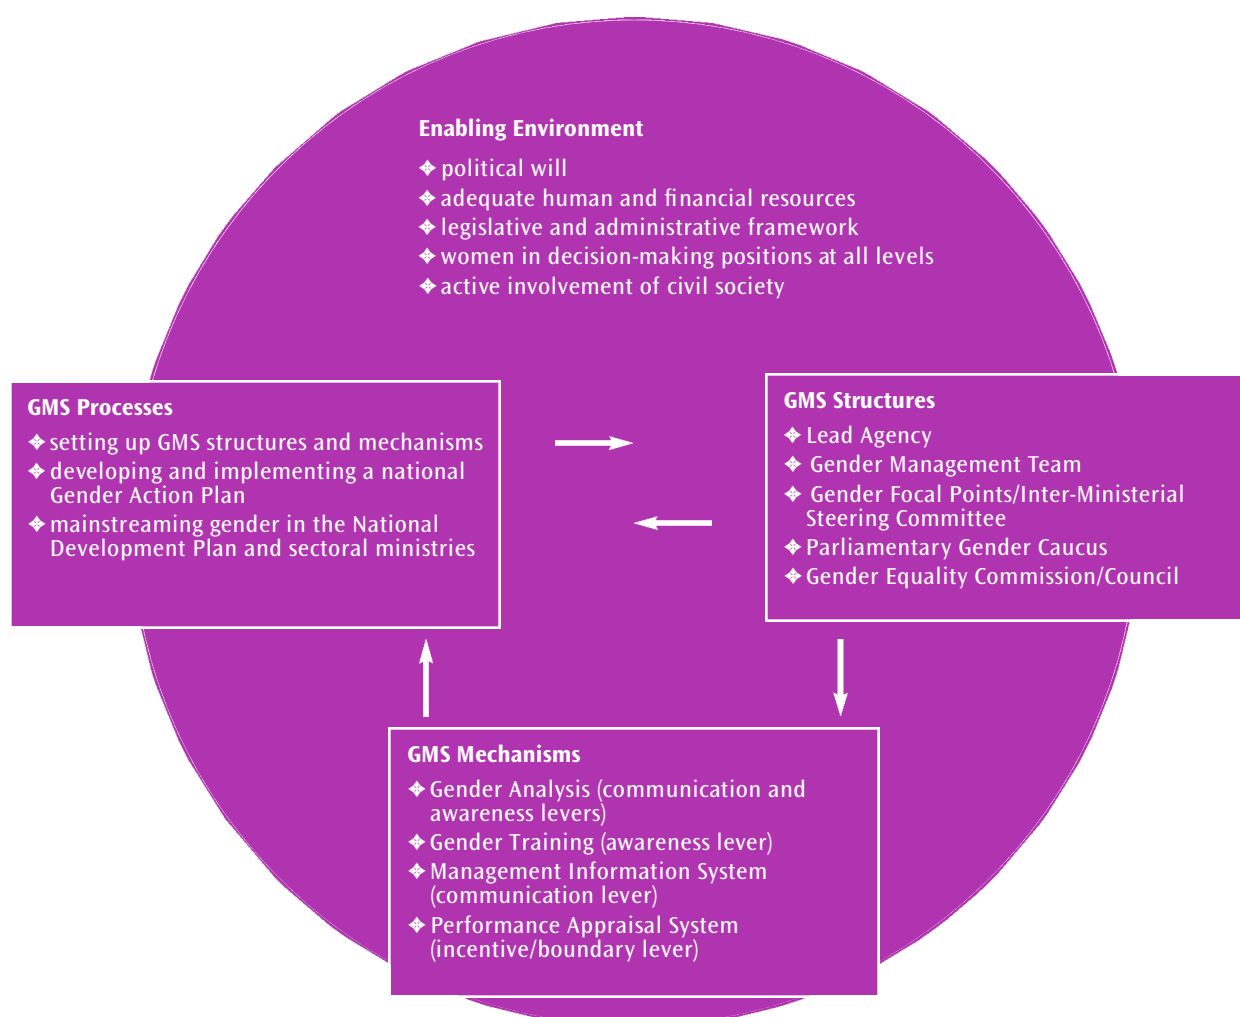 Enabling Environment
❖ political will
❖ adequate human and financial resources
❖ legislative and administrative framework
❖ women in decision-making positions at all levels
❖ active involvement of civil society
GMS Processes
❖ setting up GMS structures and mechanisms
❖ developing and implementing a national
Gender Action Plan
❖ mainstreaming gender in the National
Development Plan and sectoral ministries
GMS Structures
❖ Lead Agency
❖ Gender Management Team
❖ Gender Focal Points/Inter-Ministerial
Steering Committee
❖ Parliamentary Gender Caucus
❖ Gender Equality Commission/Council
GMS Mechanisms
❖ Gender Analysis (communication and
awareness levers)
❖ Gender Training (awareness lever)
❖ Management Information System
(communication lever)
❖ Performance Appraisal System
(incentive/boundary lever)